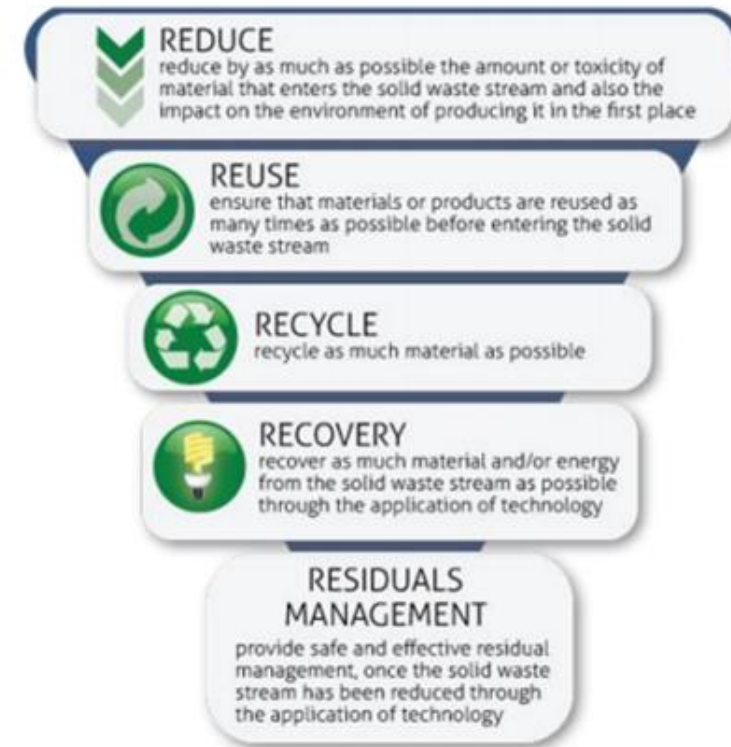 REDUCE
reduce by as much as possible the amount or toxicity of
material that enters the solid waste stream and also the
impact on the environment of producing it in the first place
REUSE
ensure that materials or products are reused as
many times as possible before entering the solid
waste stream
RECYCLE
recycle as much material as possible
RECOVERY
recover as much material and/or energy
from the solid waste stream as possible
through the application of technology
RESIDUALS
MANAGEMENT
provide safe and effective residual
management, once the solid waste
stream has been reduced through
the application of technology